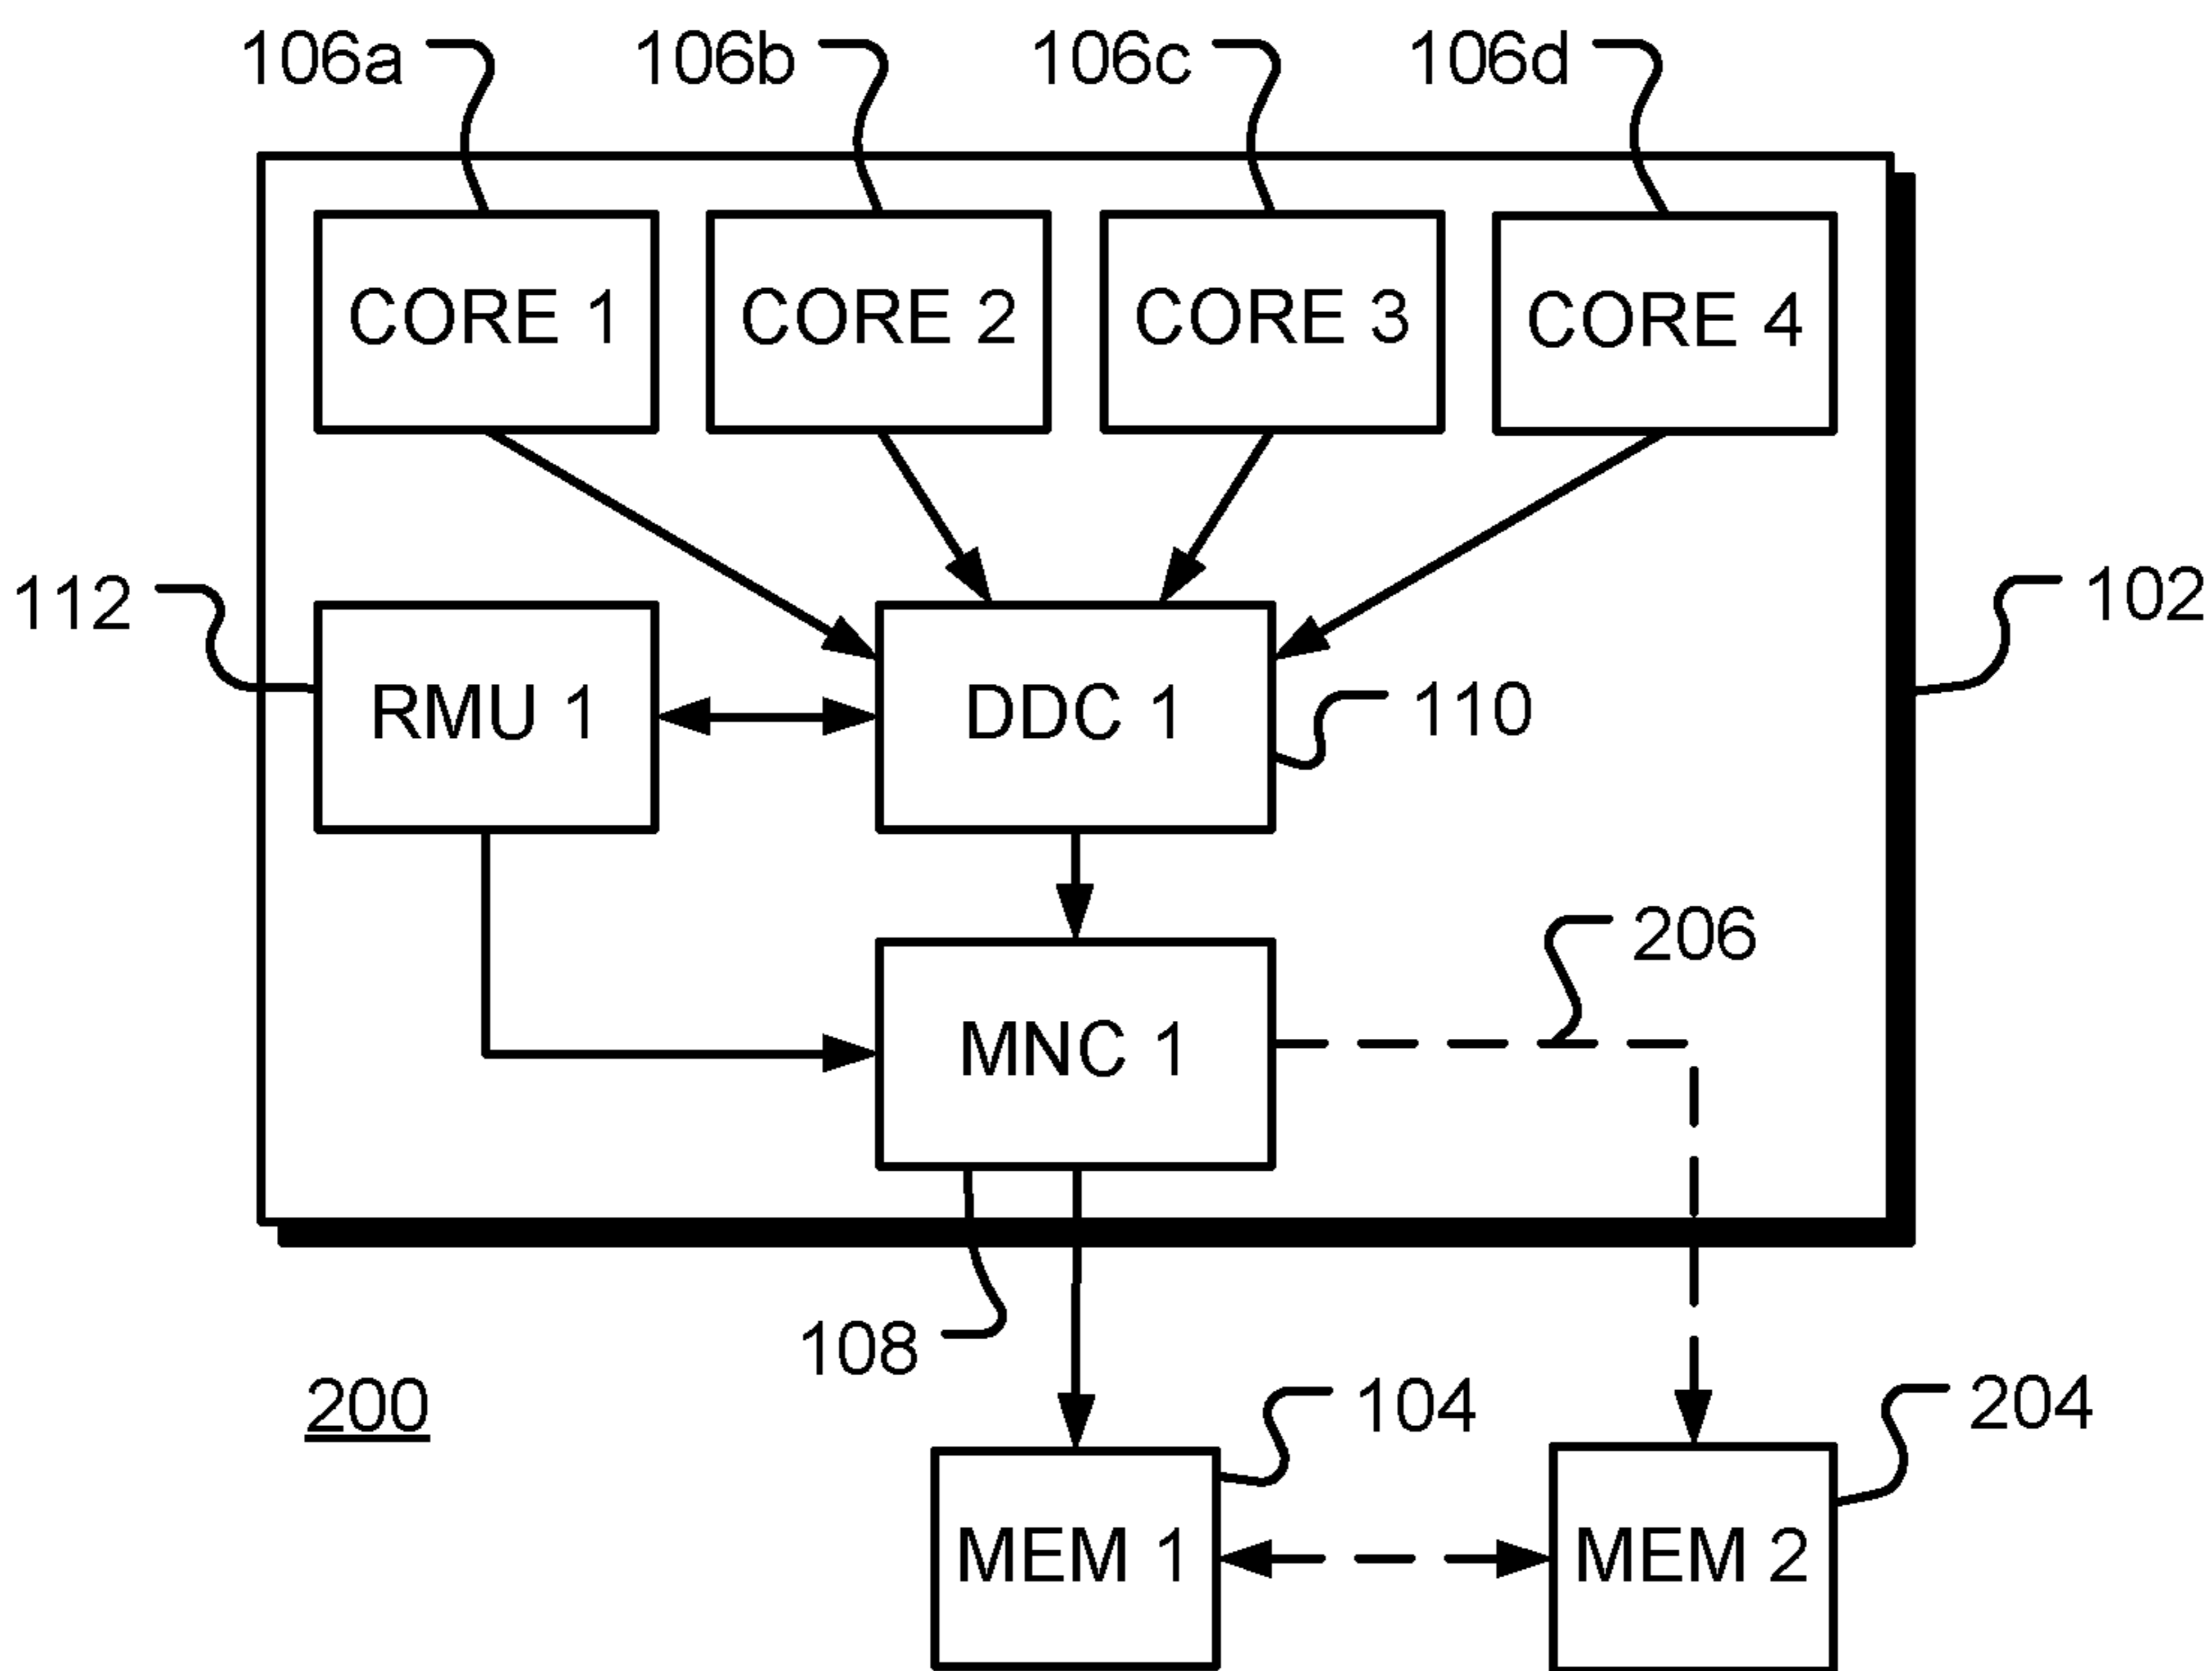 106a 106b 106c 106d
CORE 1 CORE 2 CORE 3 CORE 4
112 102
RMU 1 DDC 1 110
206
MNC 1
108
200 104 204
MEM 1 MEM 2